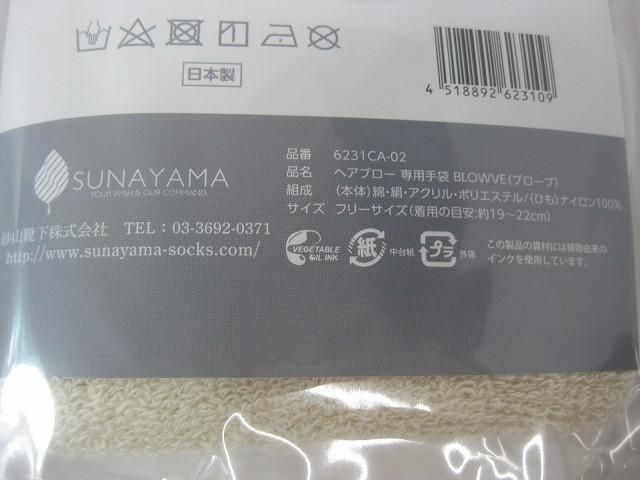 日本製
4 518892 623109
SUNAYAMA
YOUR WISH IS OUR COMMAND.
砂山靴下株式会社 TEL：03-3692-0371
http://www.sunayama-socks.com/
品番 6231CA-02
品名 ヘアブロー 専用手袋 BLOWVE(ブローブ)
組成 (本体)綿・絹・アクリル・ポリエステル/(ひも)ナイロン100%
サイズ フリーサイズ(着用の目安:約19〜22cm)
VEGETABLE OIL INK
紙 中台紙
プラ 外袋
この製品の資材には植物由来の
インクを使用しています。